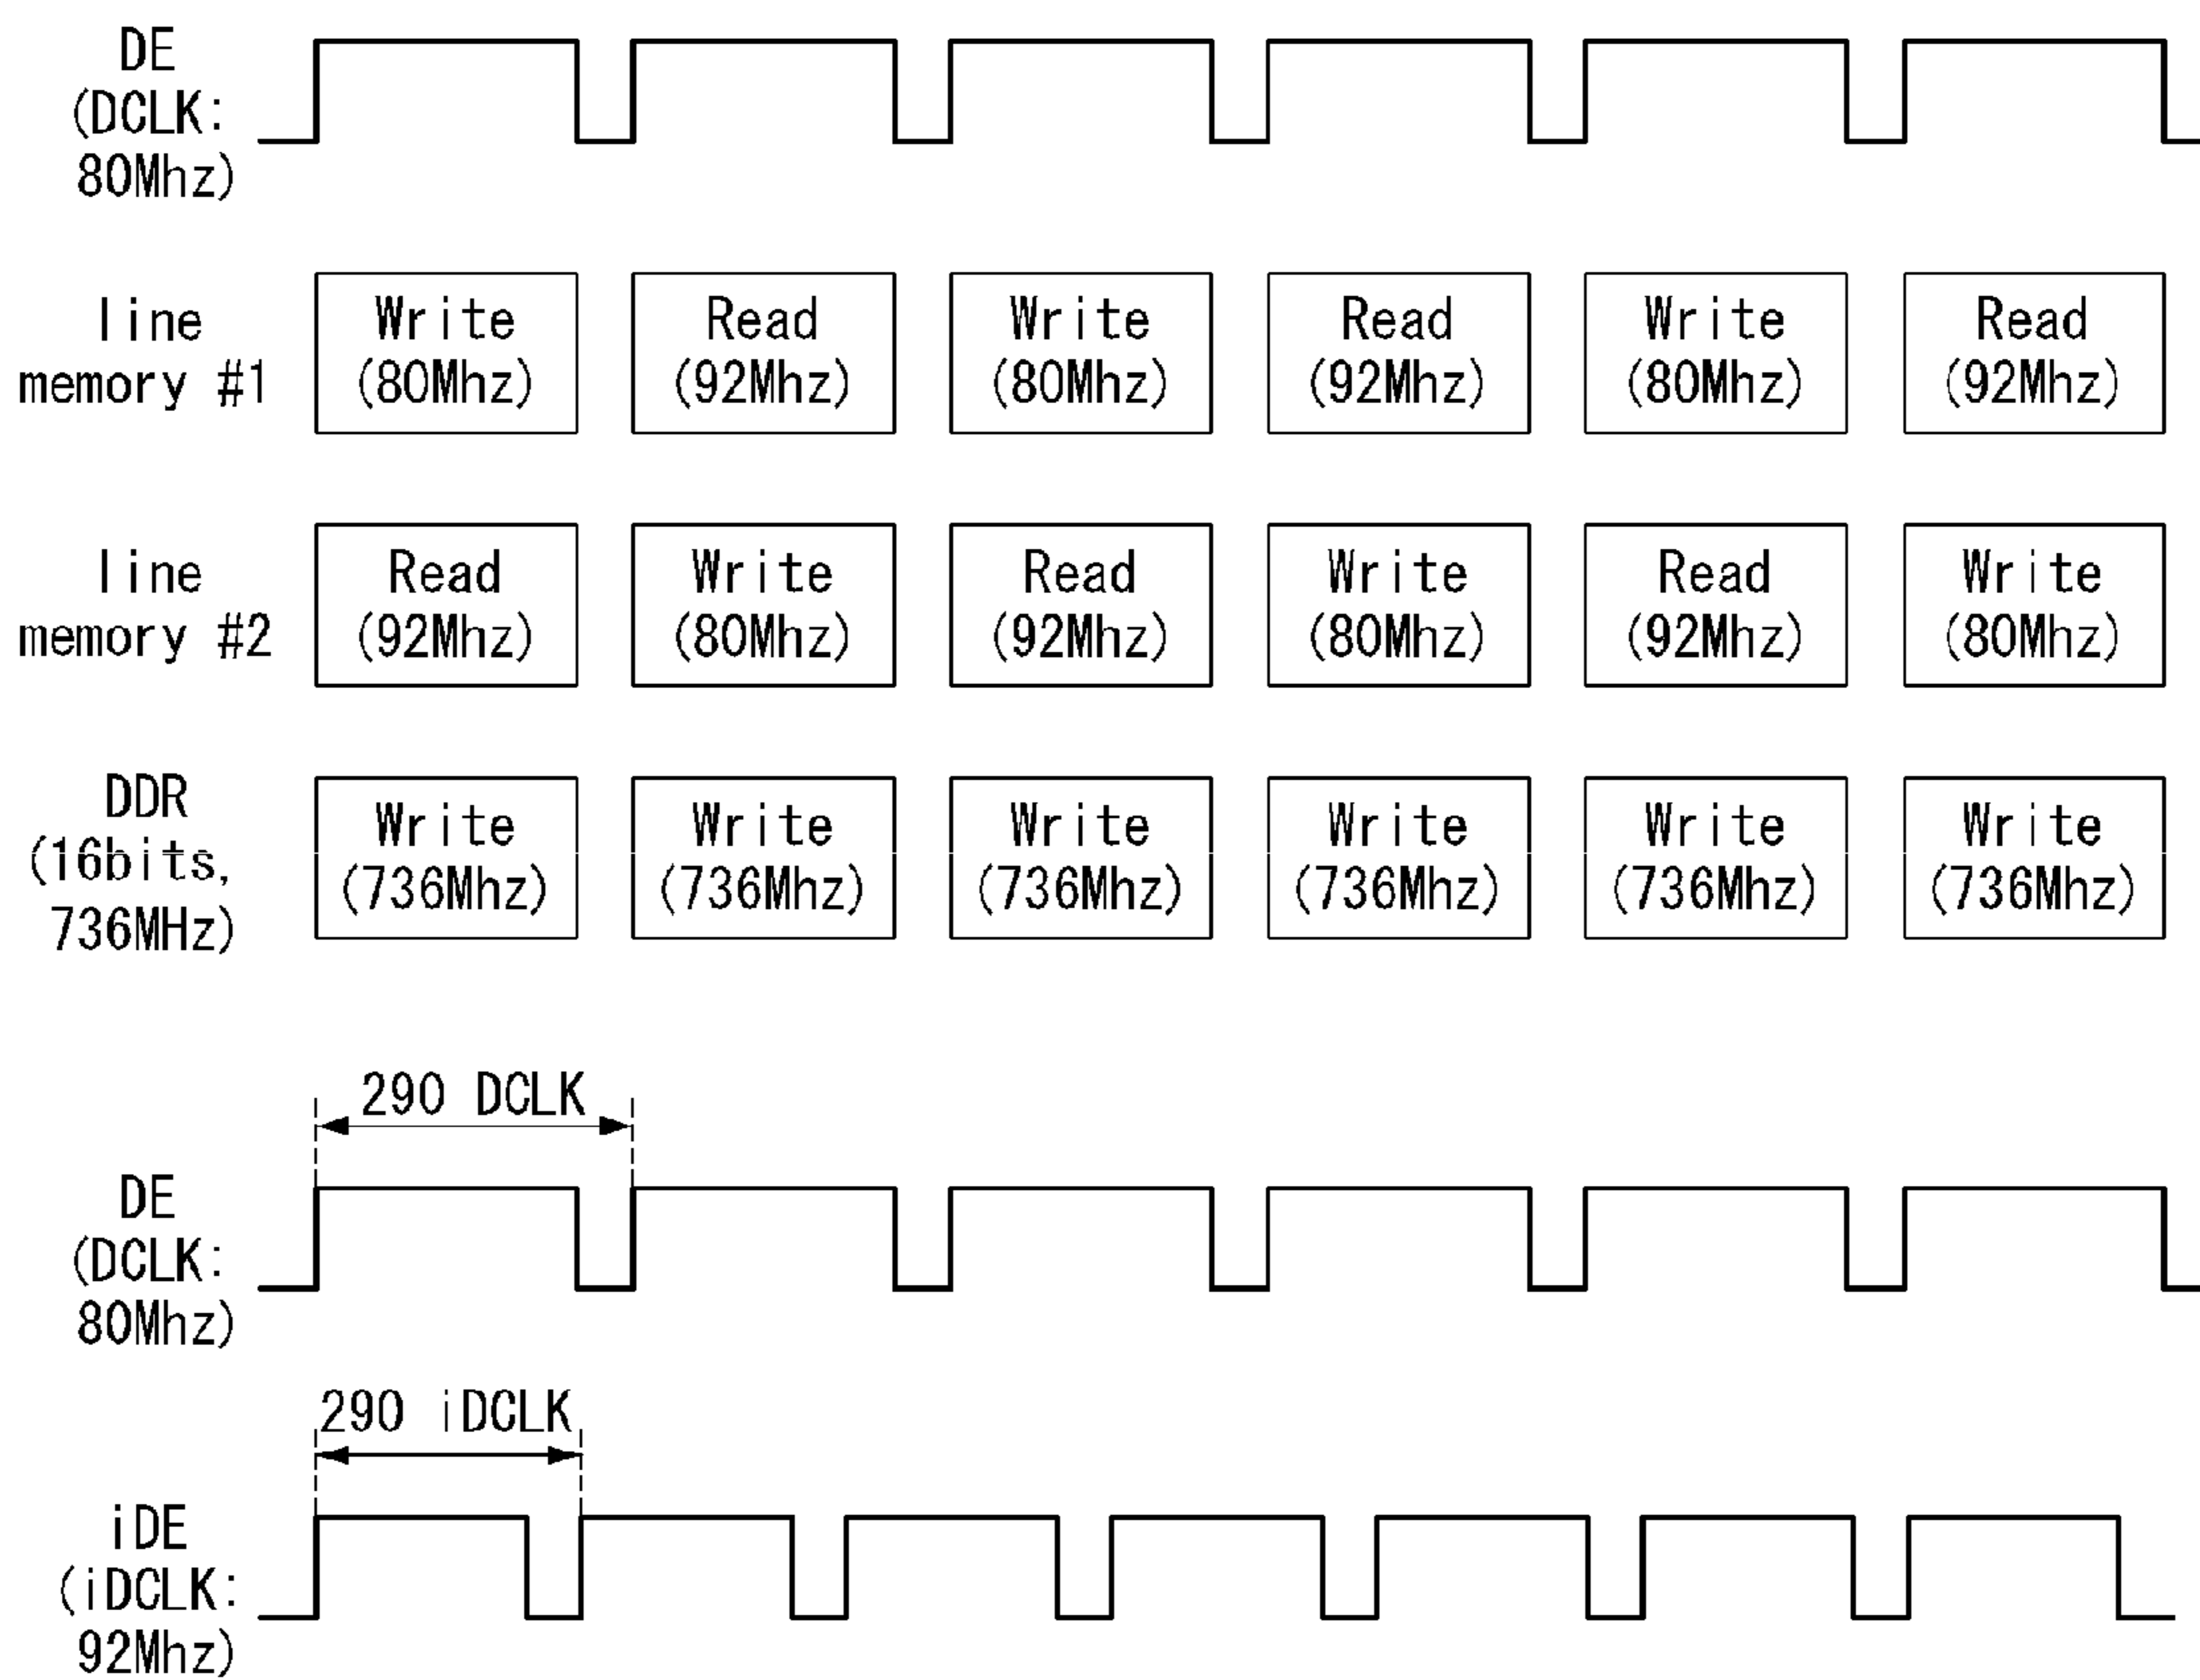 DE
(DCLK:
80Mhz)
line
memory #1
Write
(80Mhz)
Read
(92Mhz)
Write
(80Mhz)
Read
(92Mhz)
Write
(80Mhz)
Read
(92Mhz)
line
memory #2
Read
(92Mhz)
Write
(80Mhz)
Read
(92Mhz)
Write
(80Mhz)
Read
(92Mhz)
Write
(80Mhz)
DDR
(16bits,
736MHz)
Write
(736Mhz)
Write
(736Mhz)
Write
(736Mhz)
Write
(736Mhz)
Write
(736Mhz)
Write
(736Mhz)
290 DCLK
DE
(DCLK:
80Mhz)
290 iDCLK
iDE
(iDCLK:
92Mhz)